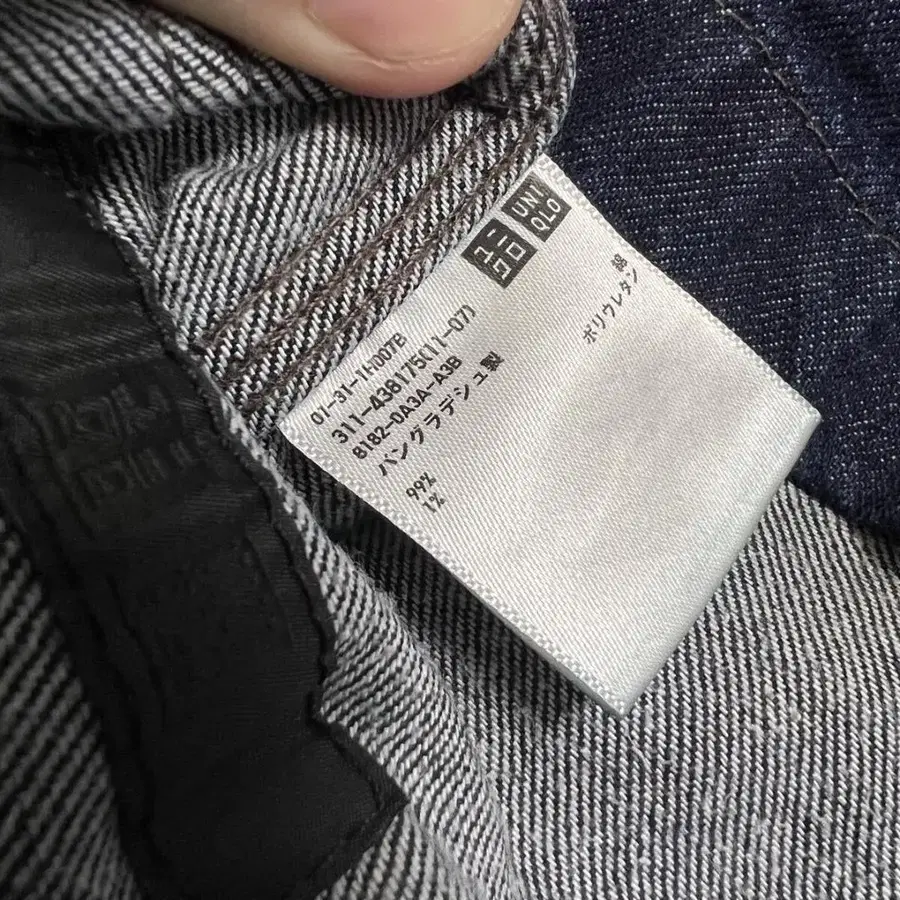 ユニ
クロ
UNI
QLO
01-31-1H007B
311-438175(11-07)
8182-0A3A-A3B
バングラデシュ製
綿
99%
ポリウレタン
1%